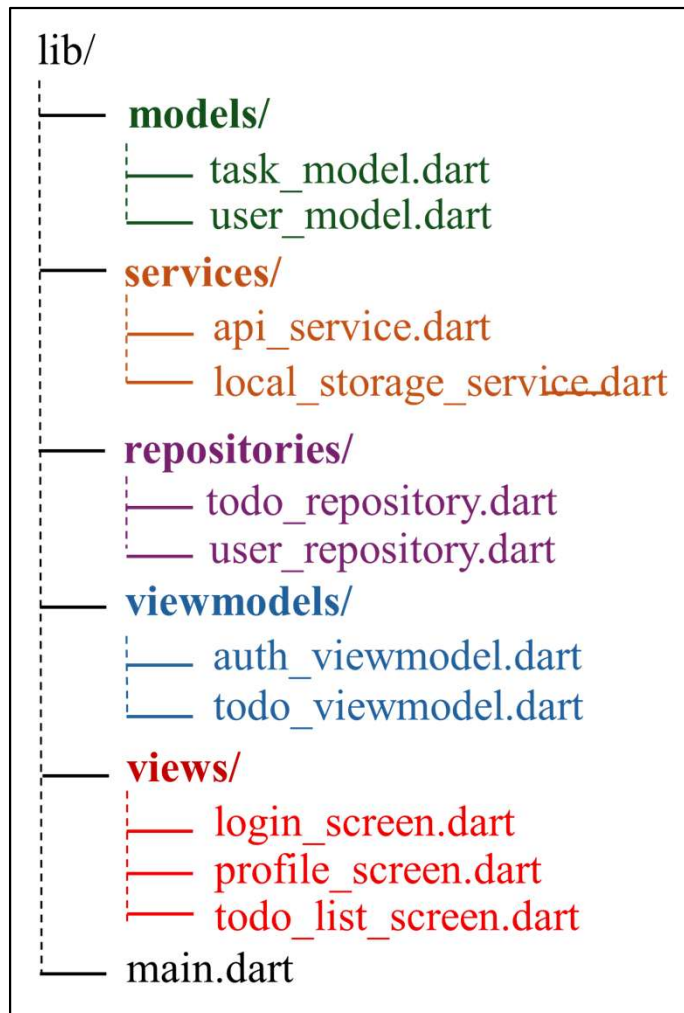 lib/
models/
task_model.dart
user_model.dart
services/
api_service.dart
local_storage_service.dart
repositories/
todo_repository.dart
user_repository.dart
viewmodels/
auth_viewmodel.dart
todo_viewmodel.dart
views/
login_screen.dart
profile_screen.dart
todo_list_screen.dart
main.dart